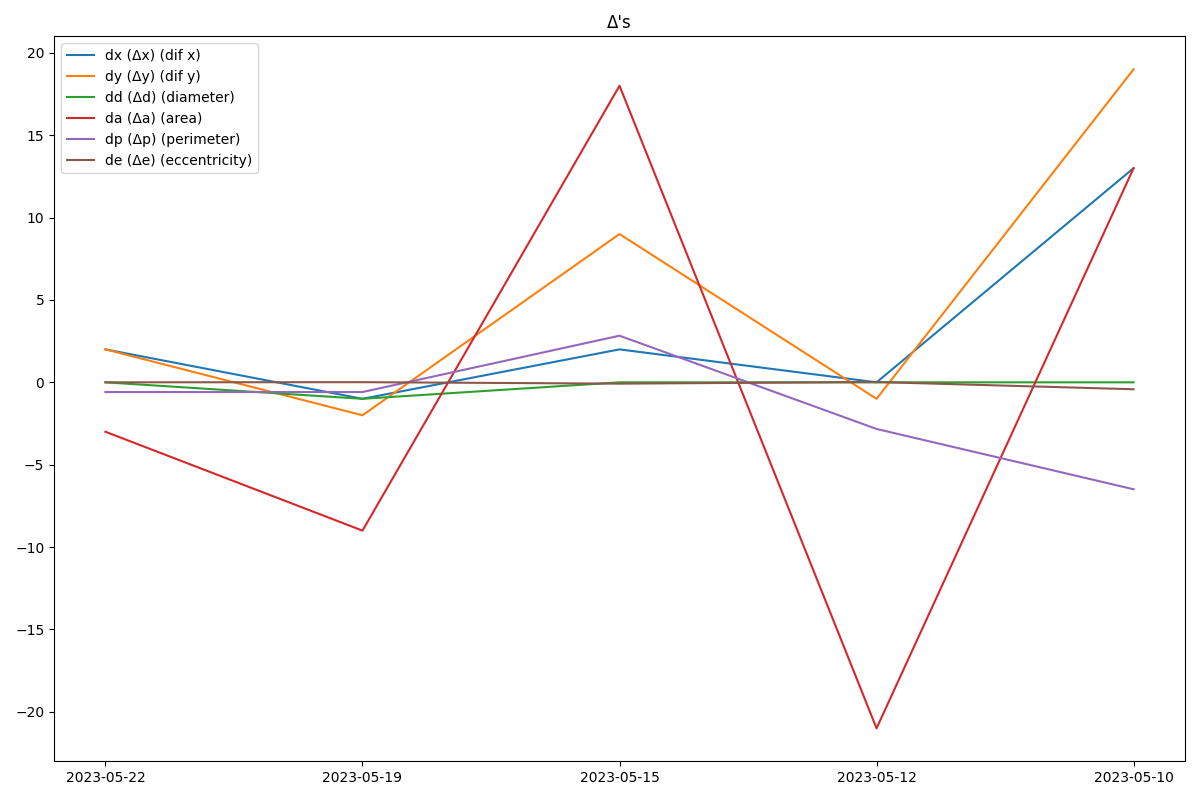 Δ's
dx (Δx) (dif x)
dy (Δy) (dif y)
dd (Δd) (diameter)
da (Δa) (area)
dp (Δp) (perimeter)
de (Δe) (eccentricity)
20
15
10
5
0
−5
−10
−15
−20
2023-05-22 2023-05-19 2023-05-15 2023-05-12 2023-05-10